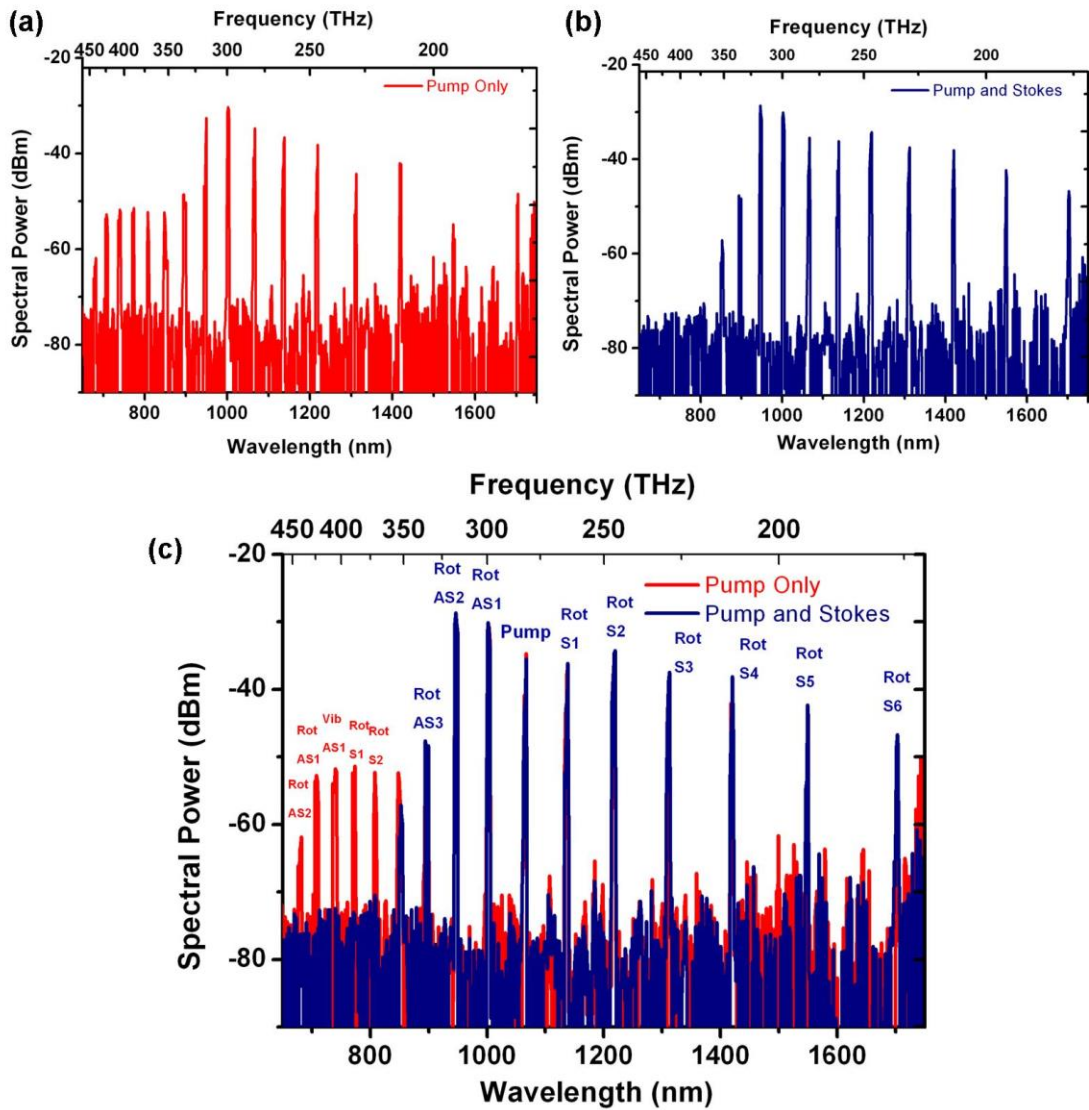 (a)
Frequency (THz)
450 400 350 300 250 200
Pump Only
Spectral Power (dBm)
-20
-40
-60
-80
800 1000 1200 1400 1600
Wavelength (nm)
(b)
Frequency (THz)
450 400 350 300 250 200
Pump and Stokes
Spectral Power (dBm)
-20
-40
-60
-80
800 1000 1200 1400 1600
Wavelength (nm)
(c)
Frequency (THz)
450 400 350 300 250 200
Pump Only
Pump and Stokes
Spectral Power (dBm)
-20
-40
-60
-80
Rot
AS2
Rot
AS1
Vib
AS1
Rot
S1
Rot
S2
Rot
AS3
Rot
AS2
Rot
AS1
Pump
Rot
S1
Rot
S2
Rot
S3
Rot
S4
Rot
S5
Rot
S6
800 1000 1200 1400 1600
Wavelength (nm)